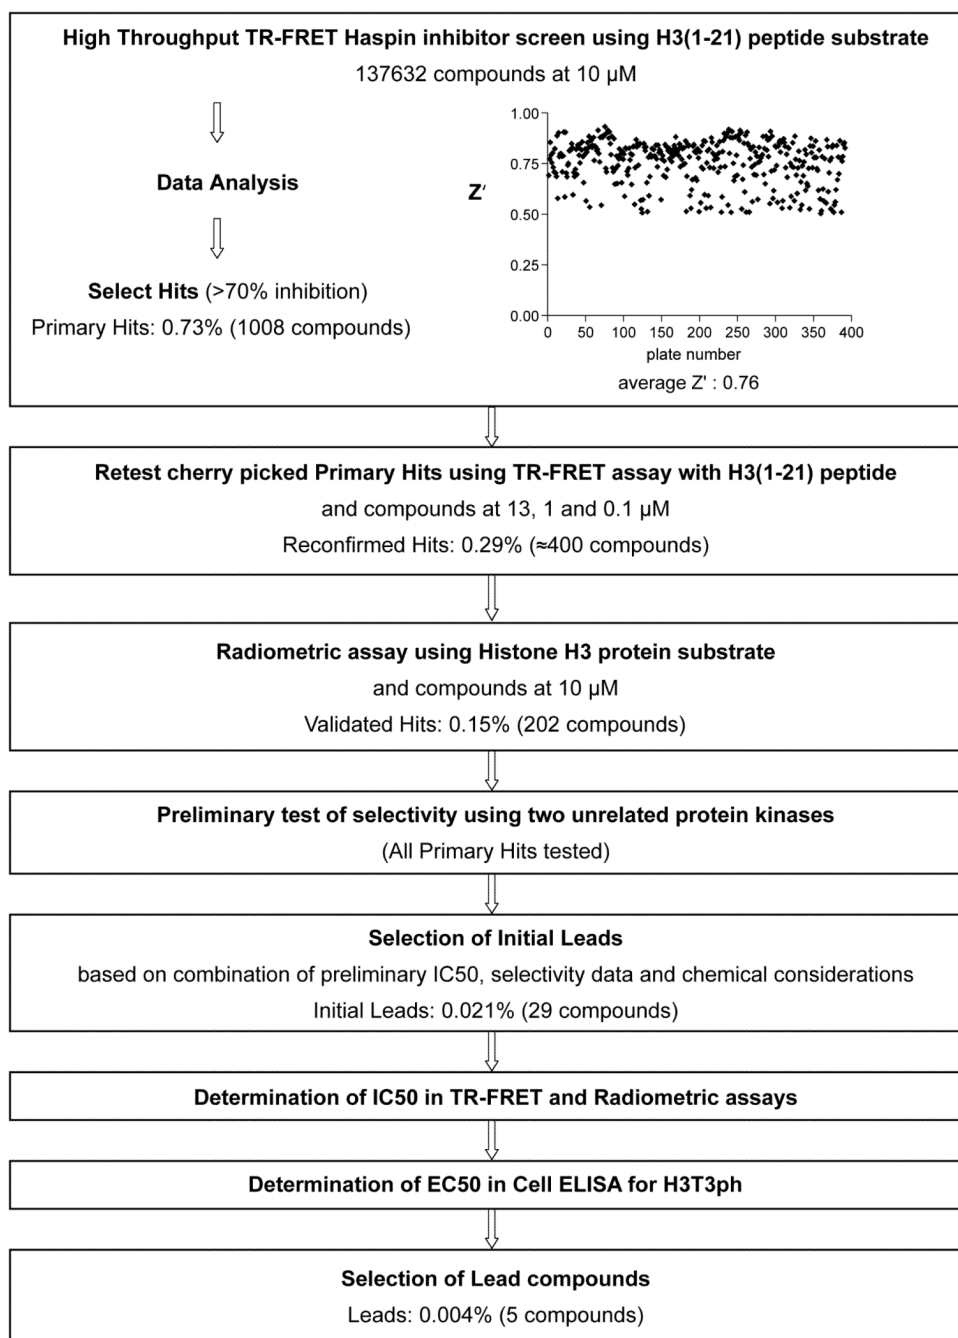 High Throughput TR-FRET Haspin inhibitor screen using H3(1-21) peptide substrate
137632 compounds at 10 µM
Data Analysis
Select Hits (>70% inhibition)
Primary Hits: 0.73% (1008 compounds)
Z′
1.00
0.75
0.50
0.25
0.00
0 50 100 150 200 250 300 350 400
plate number
average Z' : 0.76
Retest cherry picked Primary Hits using TR-FRET assay with H3(1-21) peptide
and compounds at 13, 1 and 0.1 µM
Reconfirmed Hits: 0.29% (≈400 compounds)
Radiometric assay using Histone H3 protein substrate
and compounds at 10 µM
Validated Hits: 0.15% (202 compounds)
Preliminary test of selectivity using two unrelated protein kinases
(All Primary Hits tested)
Selection of Initial Leads
based on combination of preliminary IC50, selectivity data and chemical considerations
Initial Leads: 0.021% (29 compounds)
Determination of IC50 in TR-FRET and Radiometric assays
Determination of EC50 in Cell ELISA for H3T3ph
Selection of Lead compounds
Leads: 0.004% (5 compounds)